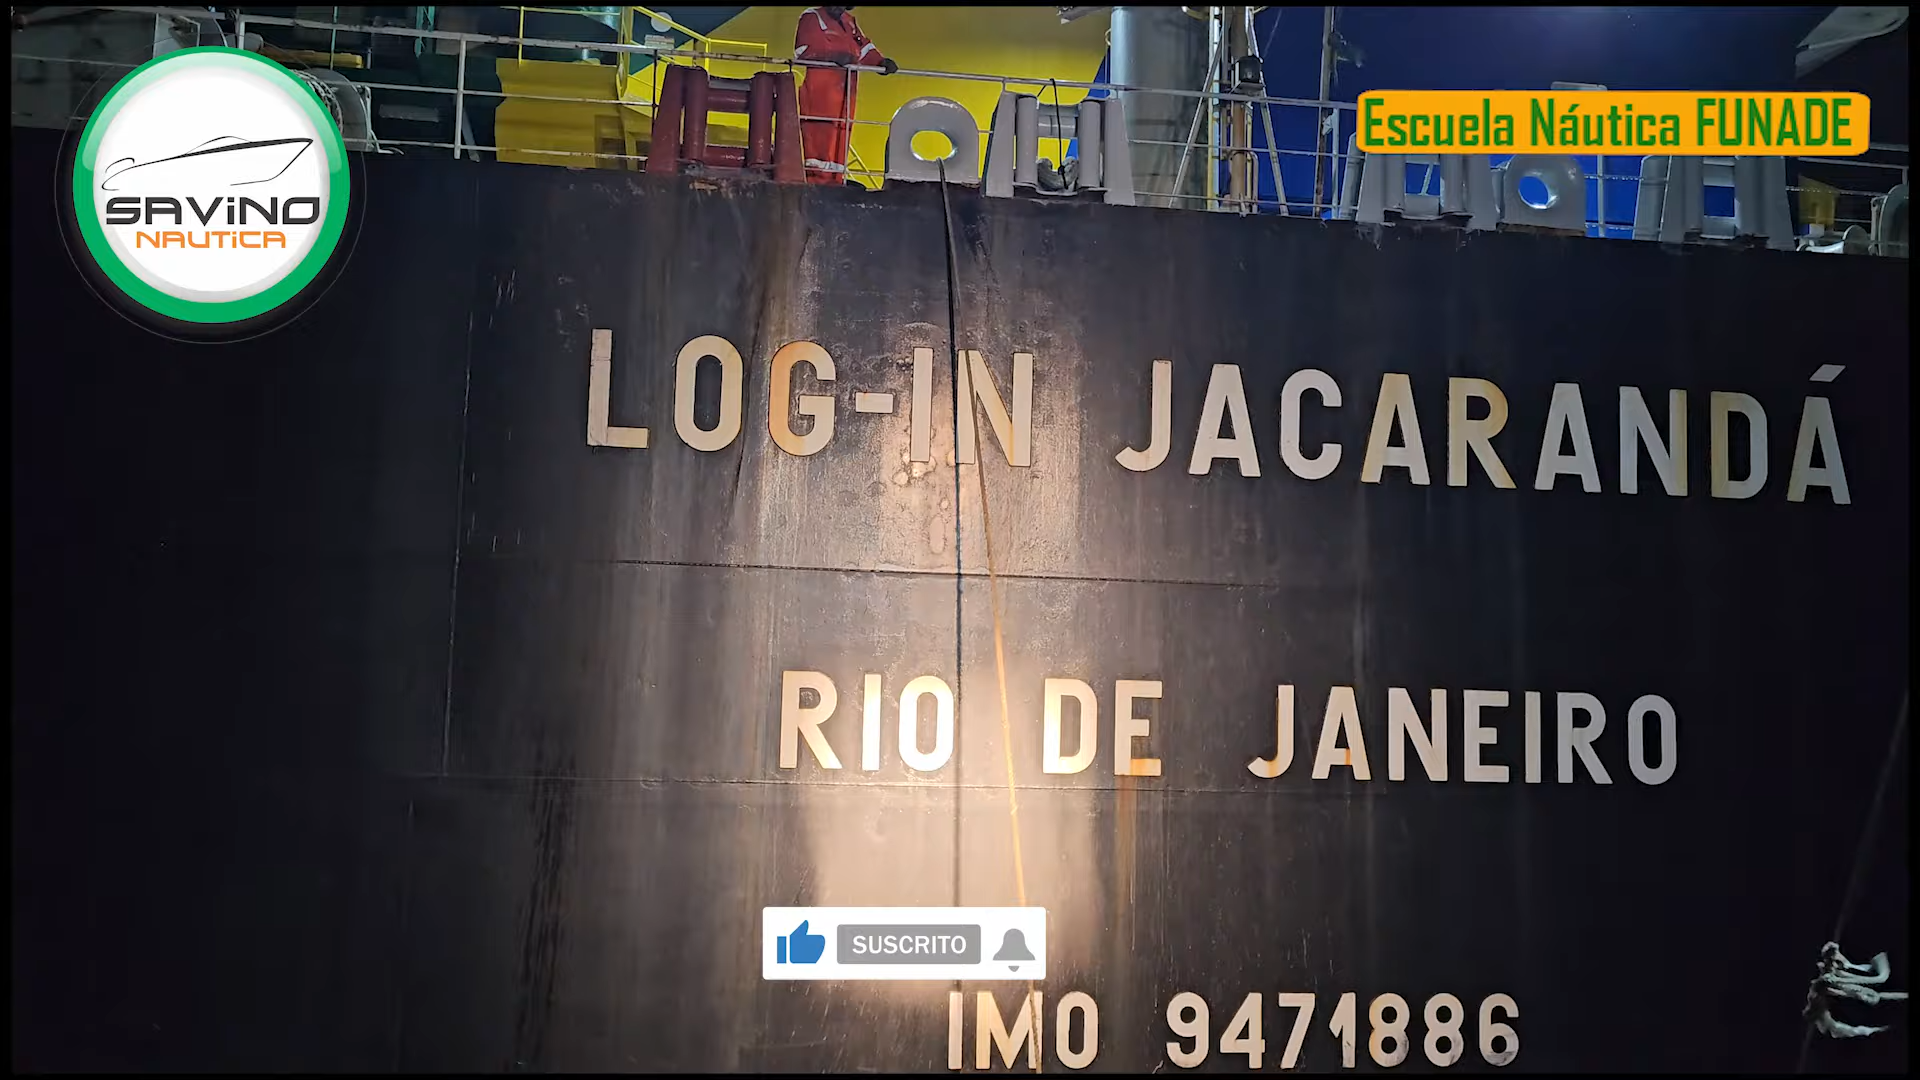 SAVINO
NAUTICA
Escuela Náutica FUNADE
LOG-IN JACARANDÁ
RIO DE JANEIRO
SUSCRITO
IMO 9471886